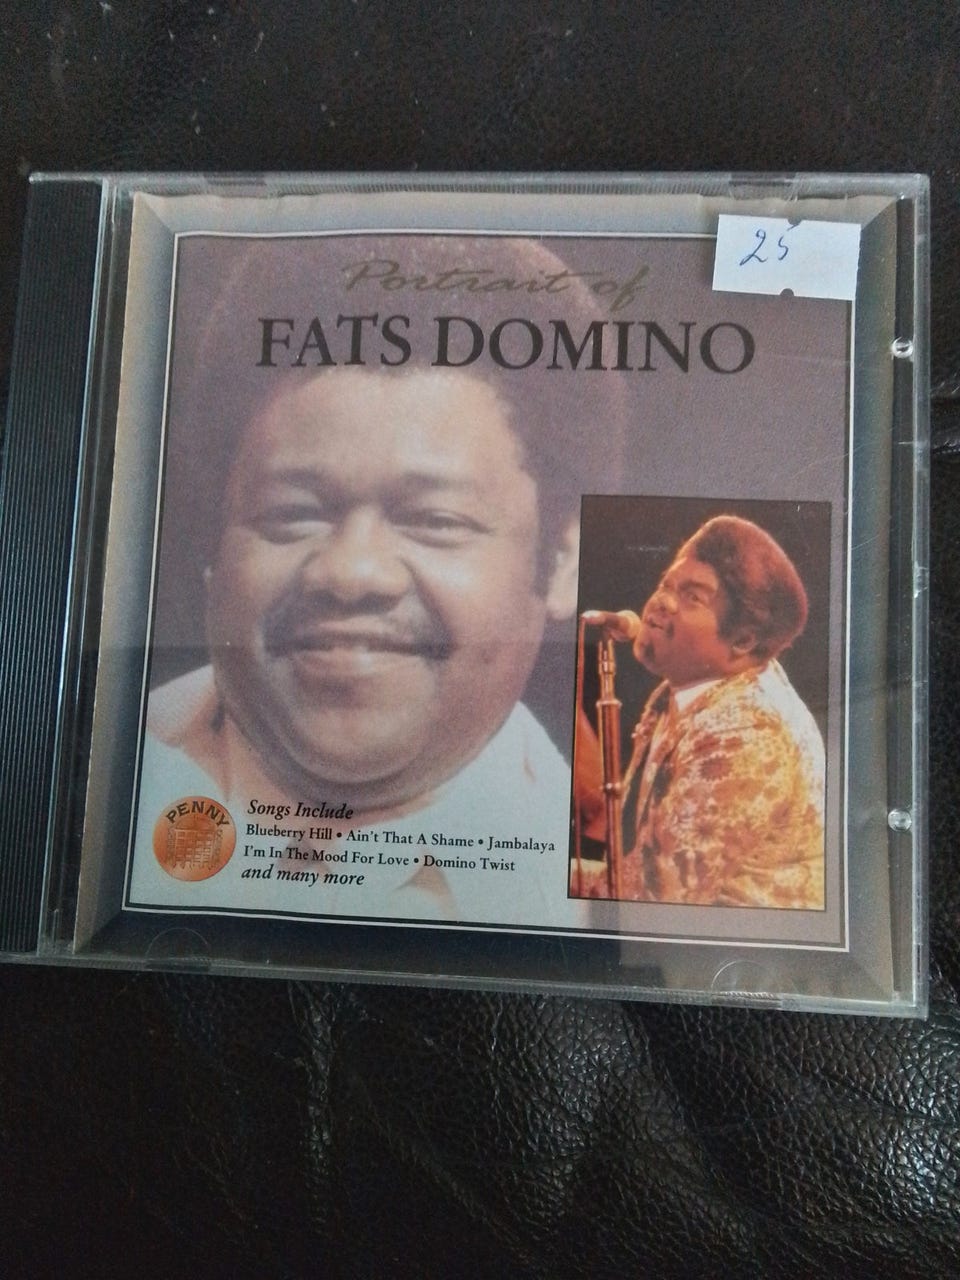 25
Portrait of
FATS DOMINO
PENNY
Songs Include
Blueberry Hill • Ain't That A Shame • Jambalaya
I'm In The Mood For Love • Domino Twist
and many more